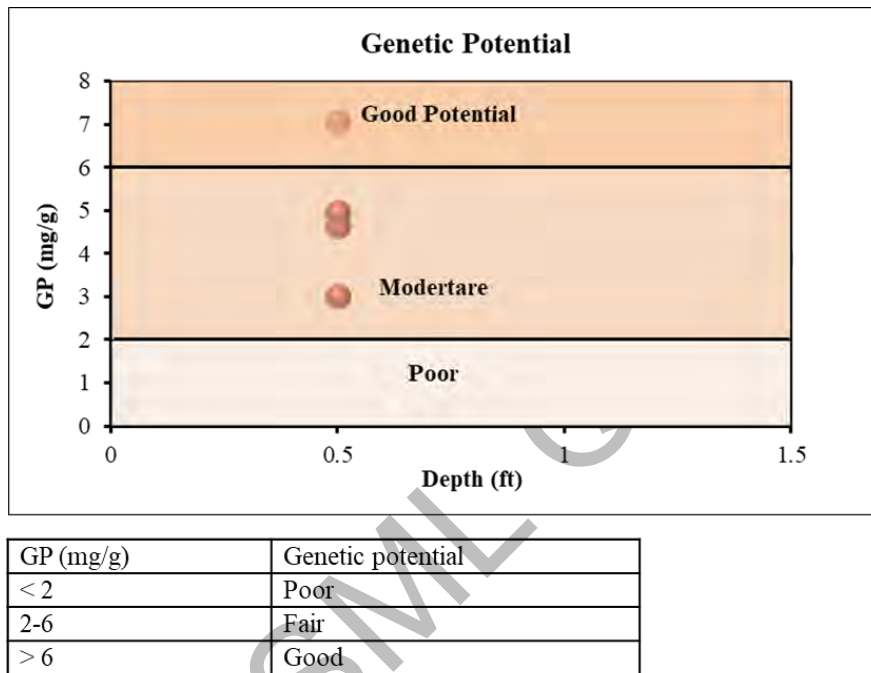 Genetic Potential
8
7
6
5
4
3
2
1
0
GP (mg/g)
Good Potential
Modertare
Poor
0 0.5 1 1.5
Depth (ft)
SML
GP (mg/g) Genetic potential
< 2 Poor
2-6 Fair
> 6 Good